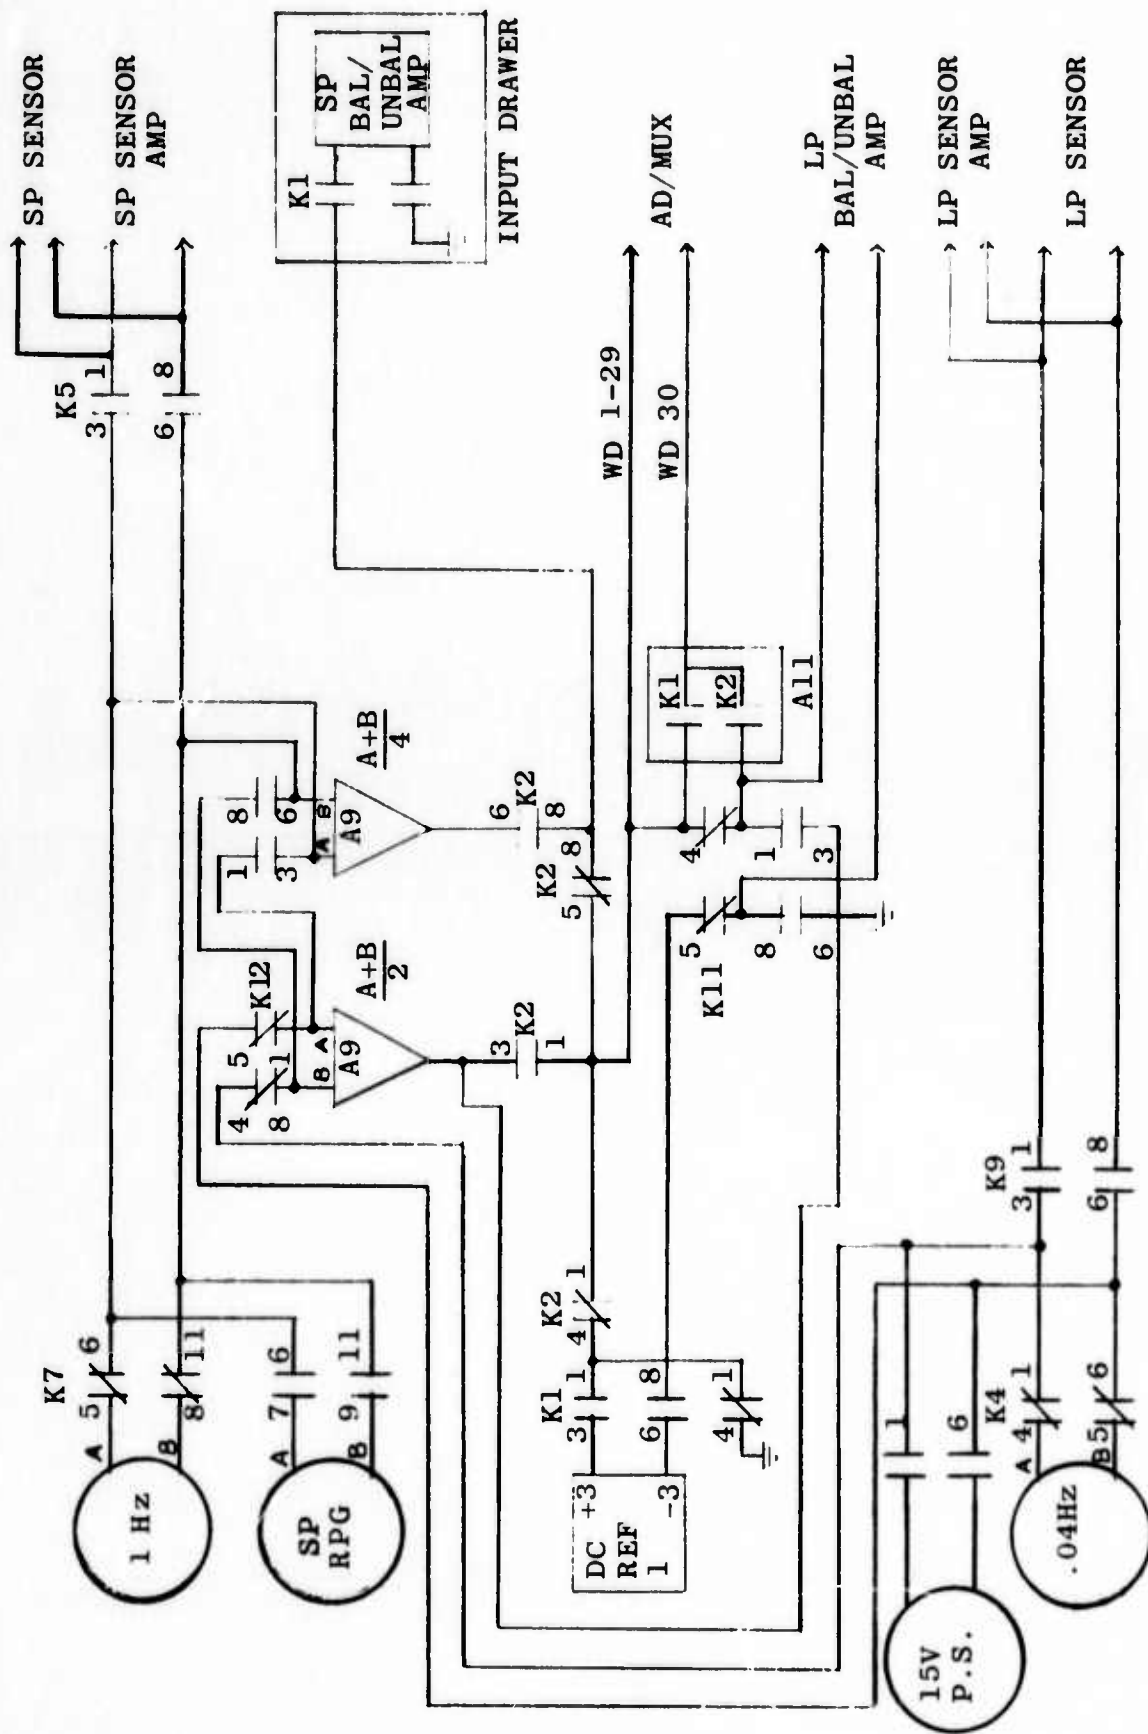 SP SENSOR
SP SENSOR
AMP
K5
3
1
6
8
K1
SP
BAL/
UNBAL
AMP
INPUT DRAWER
WD 1-29
WD 30
AD/MUX
LP
BAL/UNBAL
AMP
LP SENSOR
AMP
LP SENSOR
K7
5
6
8
11
A
B
1 Hz
7
6
9
11
A
B
SP
RPG
K12
5
1
4
8
A
B
A9
A+B
2
8
6
1
3
B
A
A9
A+B
4
6
K2
8
3
K2
1
K2
8
5
K1
K2
A11
4
1
3
5
8
6
K11
K2
4
1
K1
3
1
6
8
4
1
DC
REF
1
+3
-3
K9
3
1
6
8
1
6
15V
P.S.
K4
4
1
5
6
A
B
.04Hz